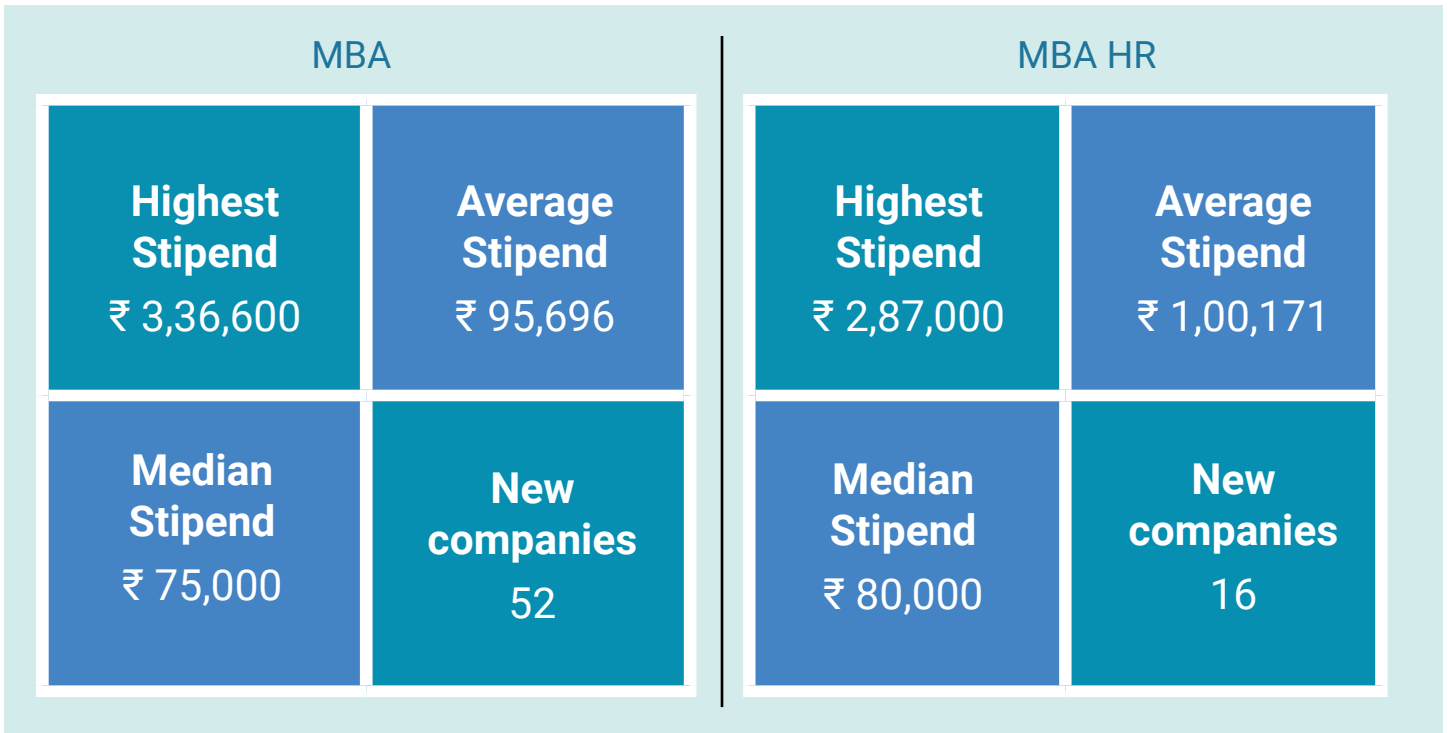 MBA
Highest
Stipend
₹ 3,36,600
Average
Stipend
₹ 95,696
Median
Stipend
₹ 75,000
New
companies
52
MBA HR
Highest
Stipend
₹ 2,87,000
Average
Stipend
₹ 1,00,171
Median
Stipend
₹ 80,000
New
companies
16